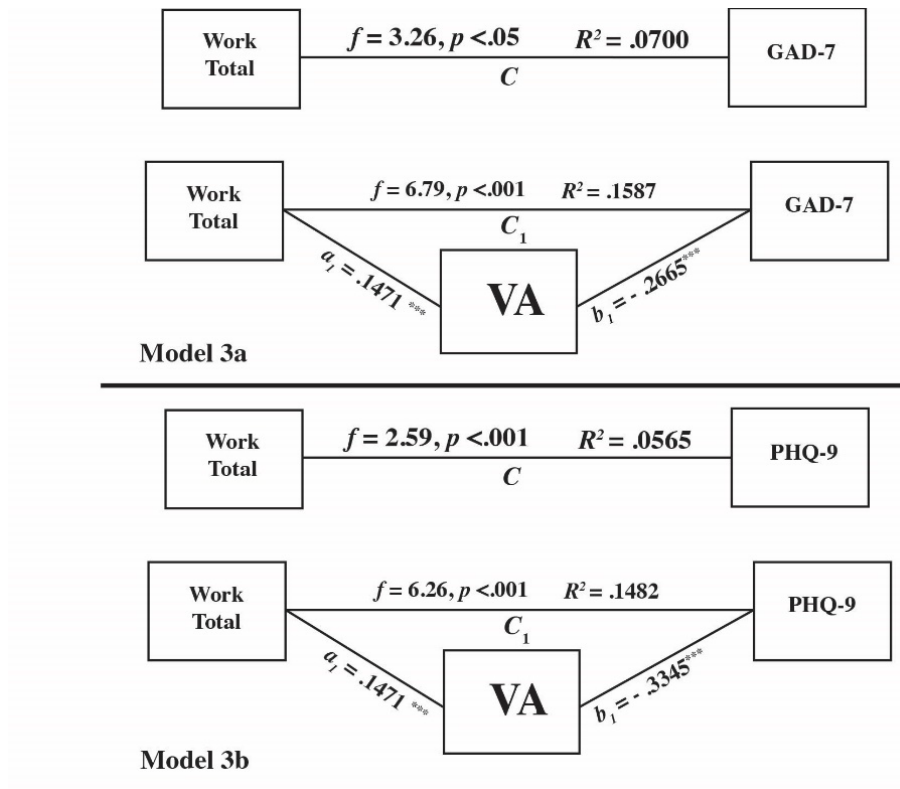 Work
Total
f = 3.26, p <.05 R² = .0700
C
GAD-7
Work
Total
f = 6.79, p <.001 R² = .1587
C₁
GAD-7
a₁ = .1471 ***
VA
b₁ = - .2665***
Model 3a
Work
Total
f = 2.59, p <.001 R² = .0565
C
PHQ-9
Work
Total
f = 6.26, p <.001 R² = .1482
C₁
PHQ-9
a₁ = .1471 ***
VA
b₁ = - .3345***
Model 3b